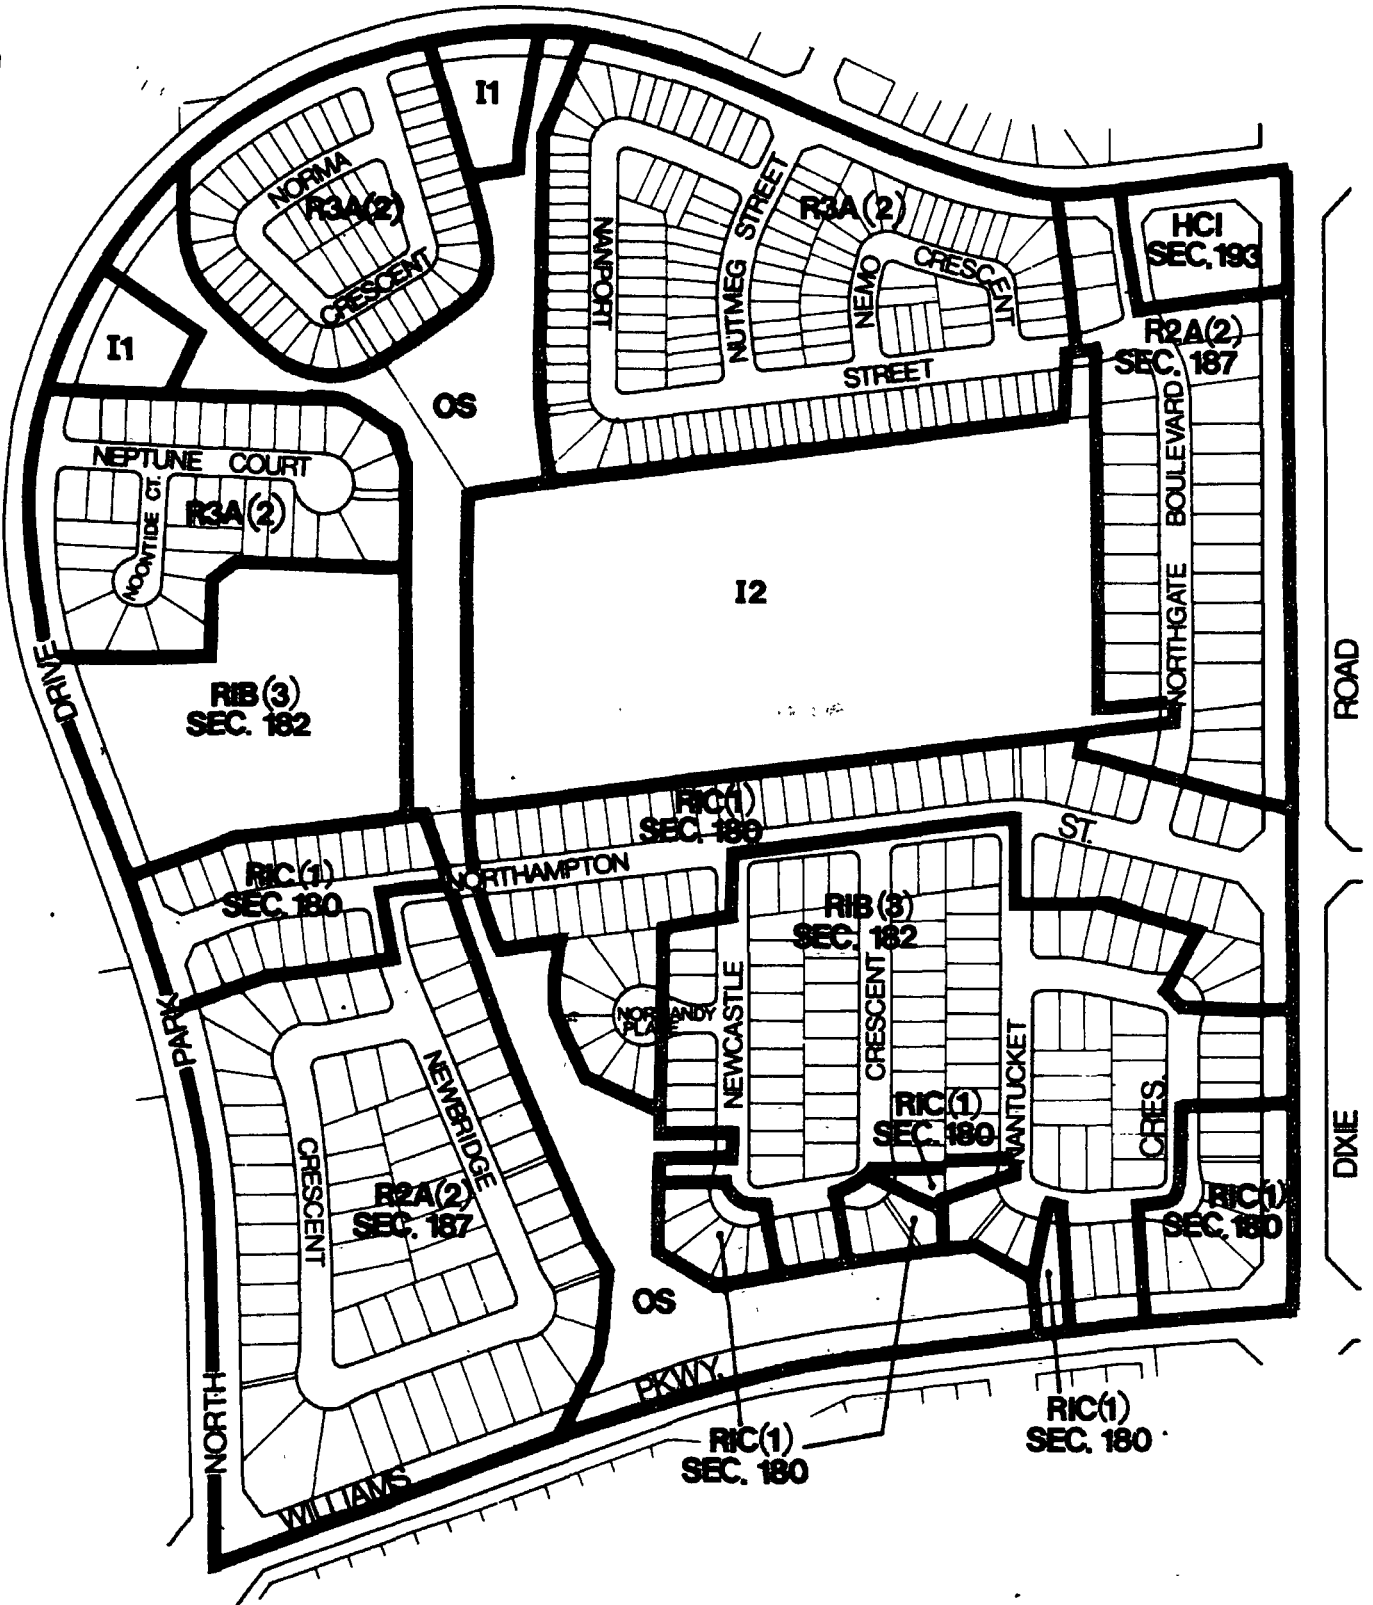 I1
NORMA
R3A(2)
CRESCENT
NANPORT
NUTMEG STREET
R3A(2)
NEMO
CRESCENT
STREET
HCI
SEC. 193
R2A(2)
SEC. 187
I1
OS
NEPTUNE COURT
NOONTIDE CT.
R3A(2)
NORTHGATE BOULEVARD
I2
DRIVE
RIB(3)
SEC. 182
ROAD
RIC(1)
SEC. 180
ST.
NORTHAMPTON
RIC(1)
SEC. 180
RIB(3)
SEC. 182
NEWCASTLE
CRESCENT
NORMANDY
PLACE
PARK
NEWBRIDGE
CRESCENT
NANTUCKET
CRES.
RIC(1)
SEC. 180
DIXIE
R2A(2)
SEC. 187
RIC(1)
SEC. 180
OS
NORTH
PKWY.
WILLIAMS
RIC(1)
SEC. 180
RIC(1)
SEC. 180